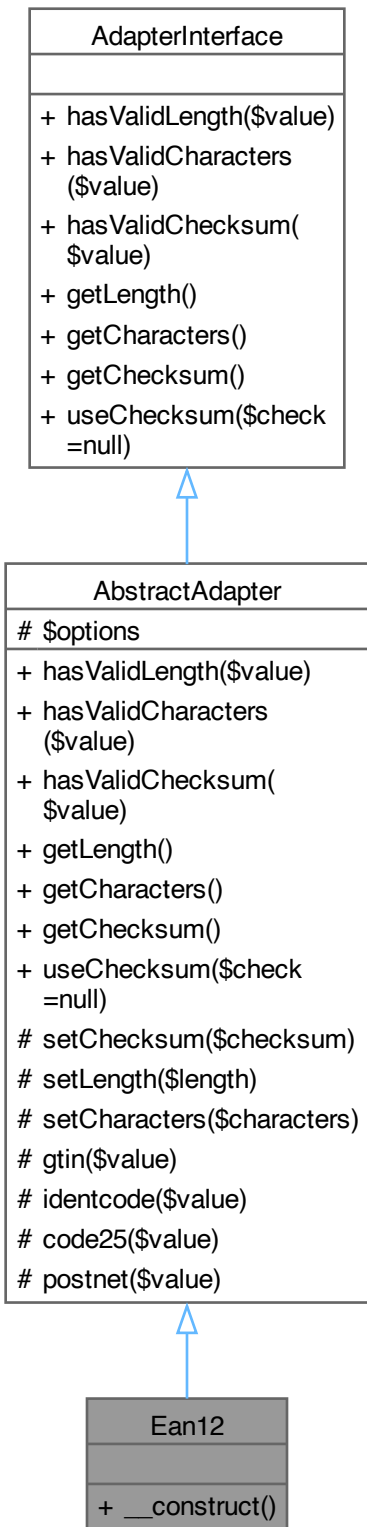 AdapterInterface
+ hasValidLength($value)
+ hasValidCharacters
($value)
+ hasValidChecksum(
$value)
+ getLength()
+ getCharacters()
+ getChecksum()
+ useChecksum($check
=null)
AbstractAdapter
# $options
+ hasValidLength($value)
+ hasValidCharacters
($value)
+ hasValidChecksum(
$value)
+ getLength()
+ getCharacters()
+ getChecksum()
+ useChecksum($check
=null)
# setChecksum($checksum)
# setLength($length)
# setCharacters($characters)
# gtin($value)
# identcode($value)
# code25($value)
# postnet($value)
Ean12
+ __construct()